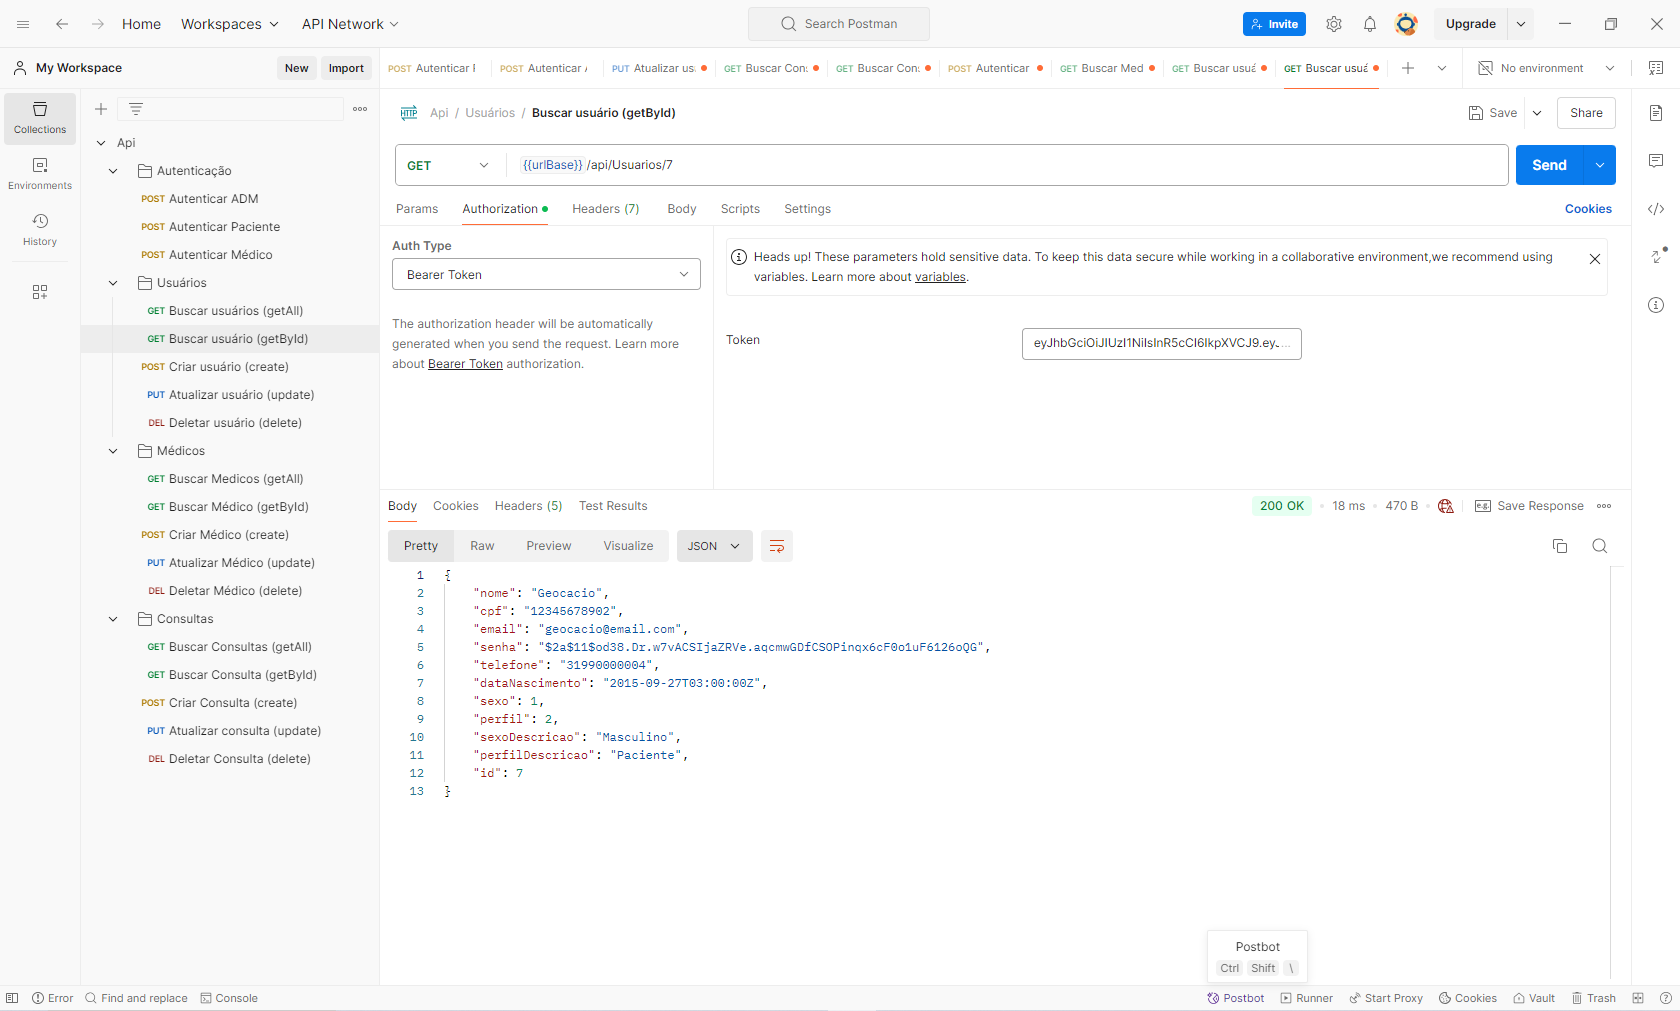 Home Workspaces API Network Search Postman Invite Upgrade
My Workspace New Import
POST Autenticar POST Autenticar PUT Atualizar us GET Buscar Con GET Buscar Con POST Autenticar GET Buscar Med GET Buscar usuá GET Buscar usuá No environment
Collections
Environments
History
Api
Autenticação
POST Autenticar ADM
POST Autenticar Paciente
POST Autenticar Médico
Usuários
GET Buscar usuários (getAll)
GET Buscar usuário (getById)
POST Criar usuário (create)
PUT Atualizar usuário (update)
DEL Deletar usuário (delete)
Médicos
GET Buscar Medicos (getAll)
GET Buscar Médico (getById)
POST Criar Médico (create)
PUT Atualizar Médico (update)
DEL Deletar Médico (delete)
Consultas
GET Buscar Consultas (getAll)
GET Buscar Consulta (getById)
POST Criar Consulta (create)
PUT Atualizar consulta (update)
DEL Deletar Consulta (delete)
HTTP Api / Usuários / Buscar usuário (getById) Save Share
GET {{urlBase}} /api/Usuarios/7 Send
Params Authorization Headers (7) Body Scripts Settings Cookies
Auth Type
Bearer Token
The authorization header will be automatically
generated when you send the request. Learn more
about Bearer Token authorization.
Heads up! These parameters hold sensitive data. To keep this data secure while working in a collaborative environment,we recommend using
variables. Learn more about variables.
Token eyJhbGciOiJIUzI1NiIsInR5cCI6IkpXVCJ9.ey...
Body Cookies Headers (5) Test Results 200 OK 18 ms 470 B e.g. Save Response
Pretty Raw Preview Visualize JSON
1 {
2 "nome": "Geocacio",
3 "cpf": "12345678902",
4 "email": "geocacio@email.com",
5 "senha": "$2a$11$od38.Dr.w7vACSIjaZRVe.aqcmwGDfCSOPinqx6cF0o1uF6126oQG",
6 "telefone": "31990000004",
7 "dataNascimento": "2015-09-27T03:00:00Z",
8 "sexo": 1,
9 "perfil": 2,
10 "sexoDescricao": "Masculino",
11 "perfilDescricao": "Paciente",
12 "id": 7
13 }
Postbot
Ctrl Shift \
Error Find and replace Console Postbot Runner Start Proxy Cookies Vault Trash